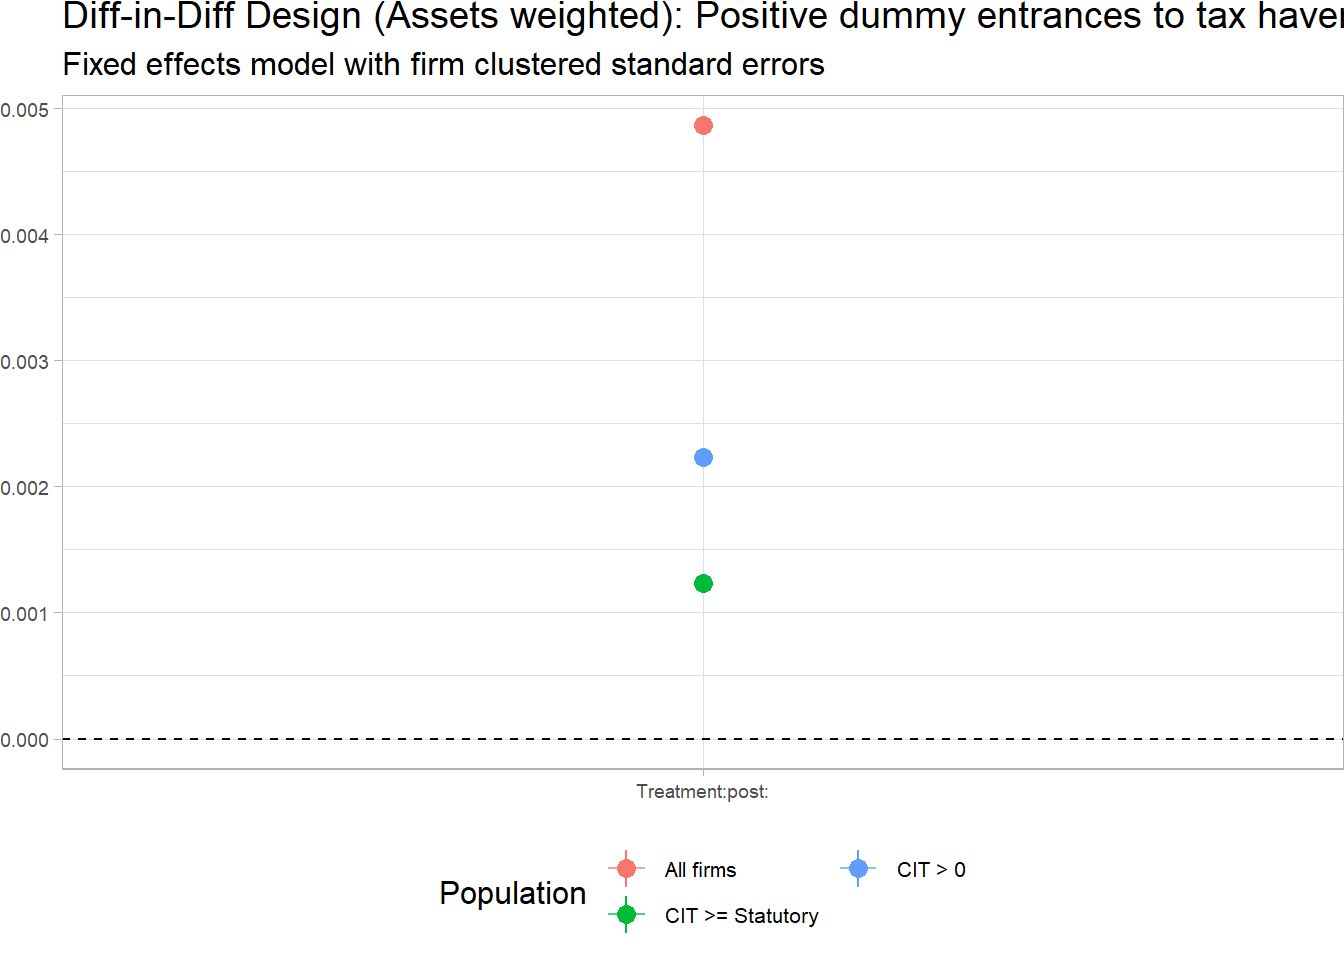 Diff-in-Diff Design (Assets weighted): Positive dummy entrances to tax haven
Fixed effects model with firm clustered standard errors
0.005
0.004
0.003
0.002
0.001
0.000
Treatment:post:
Population
All firms
CIT > 0
CIT >= Statutory